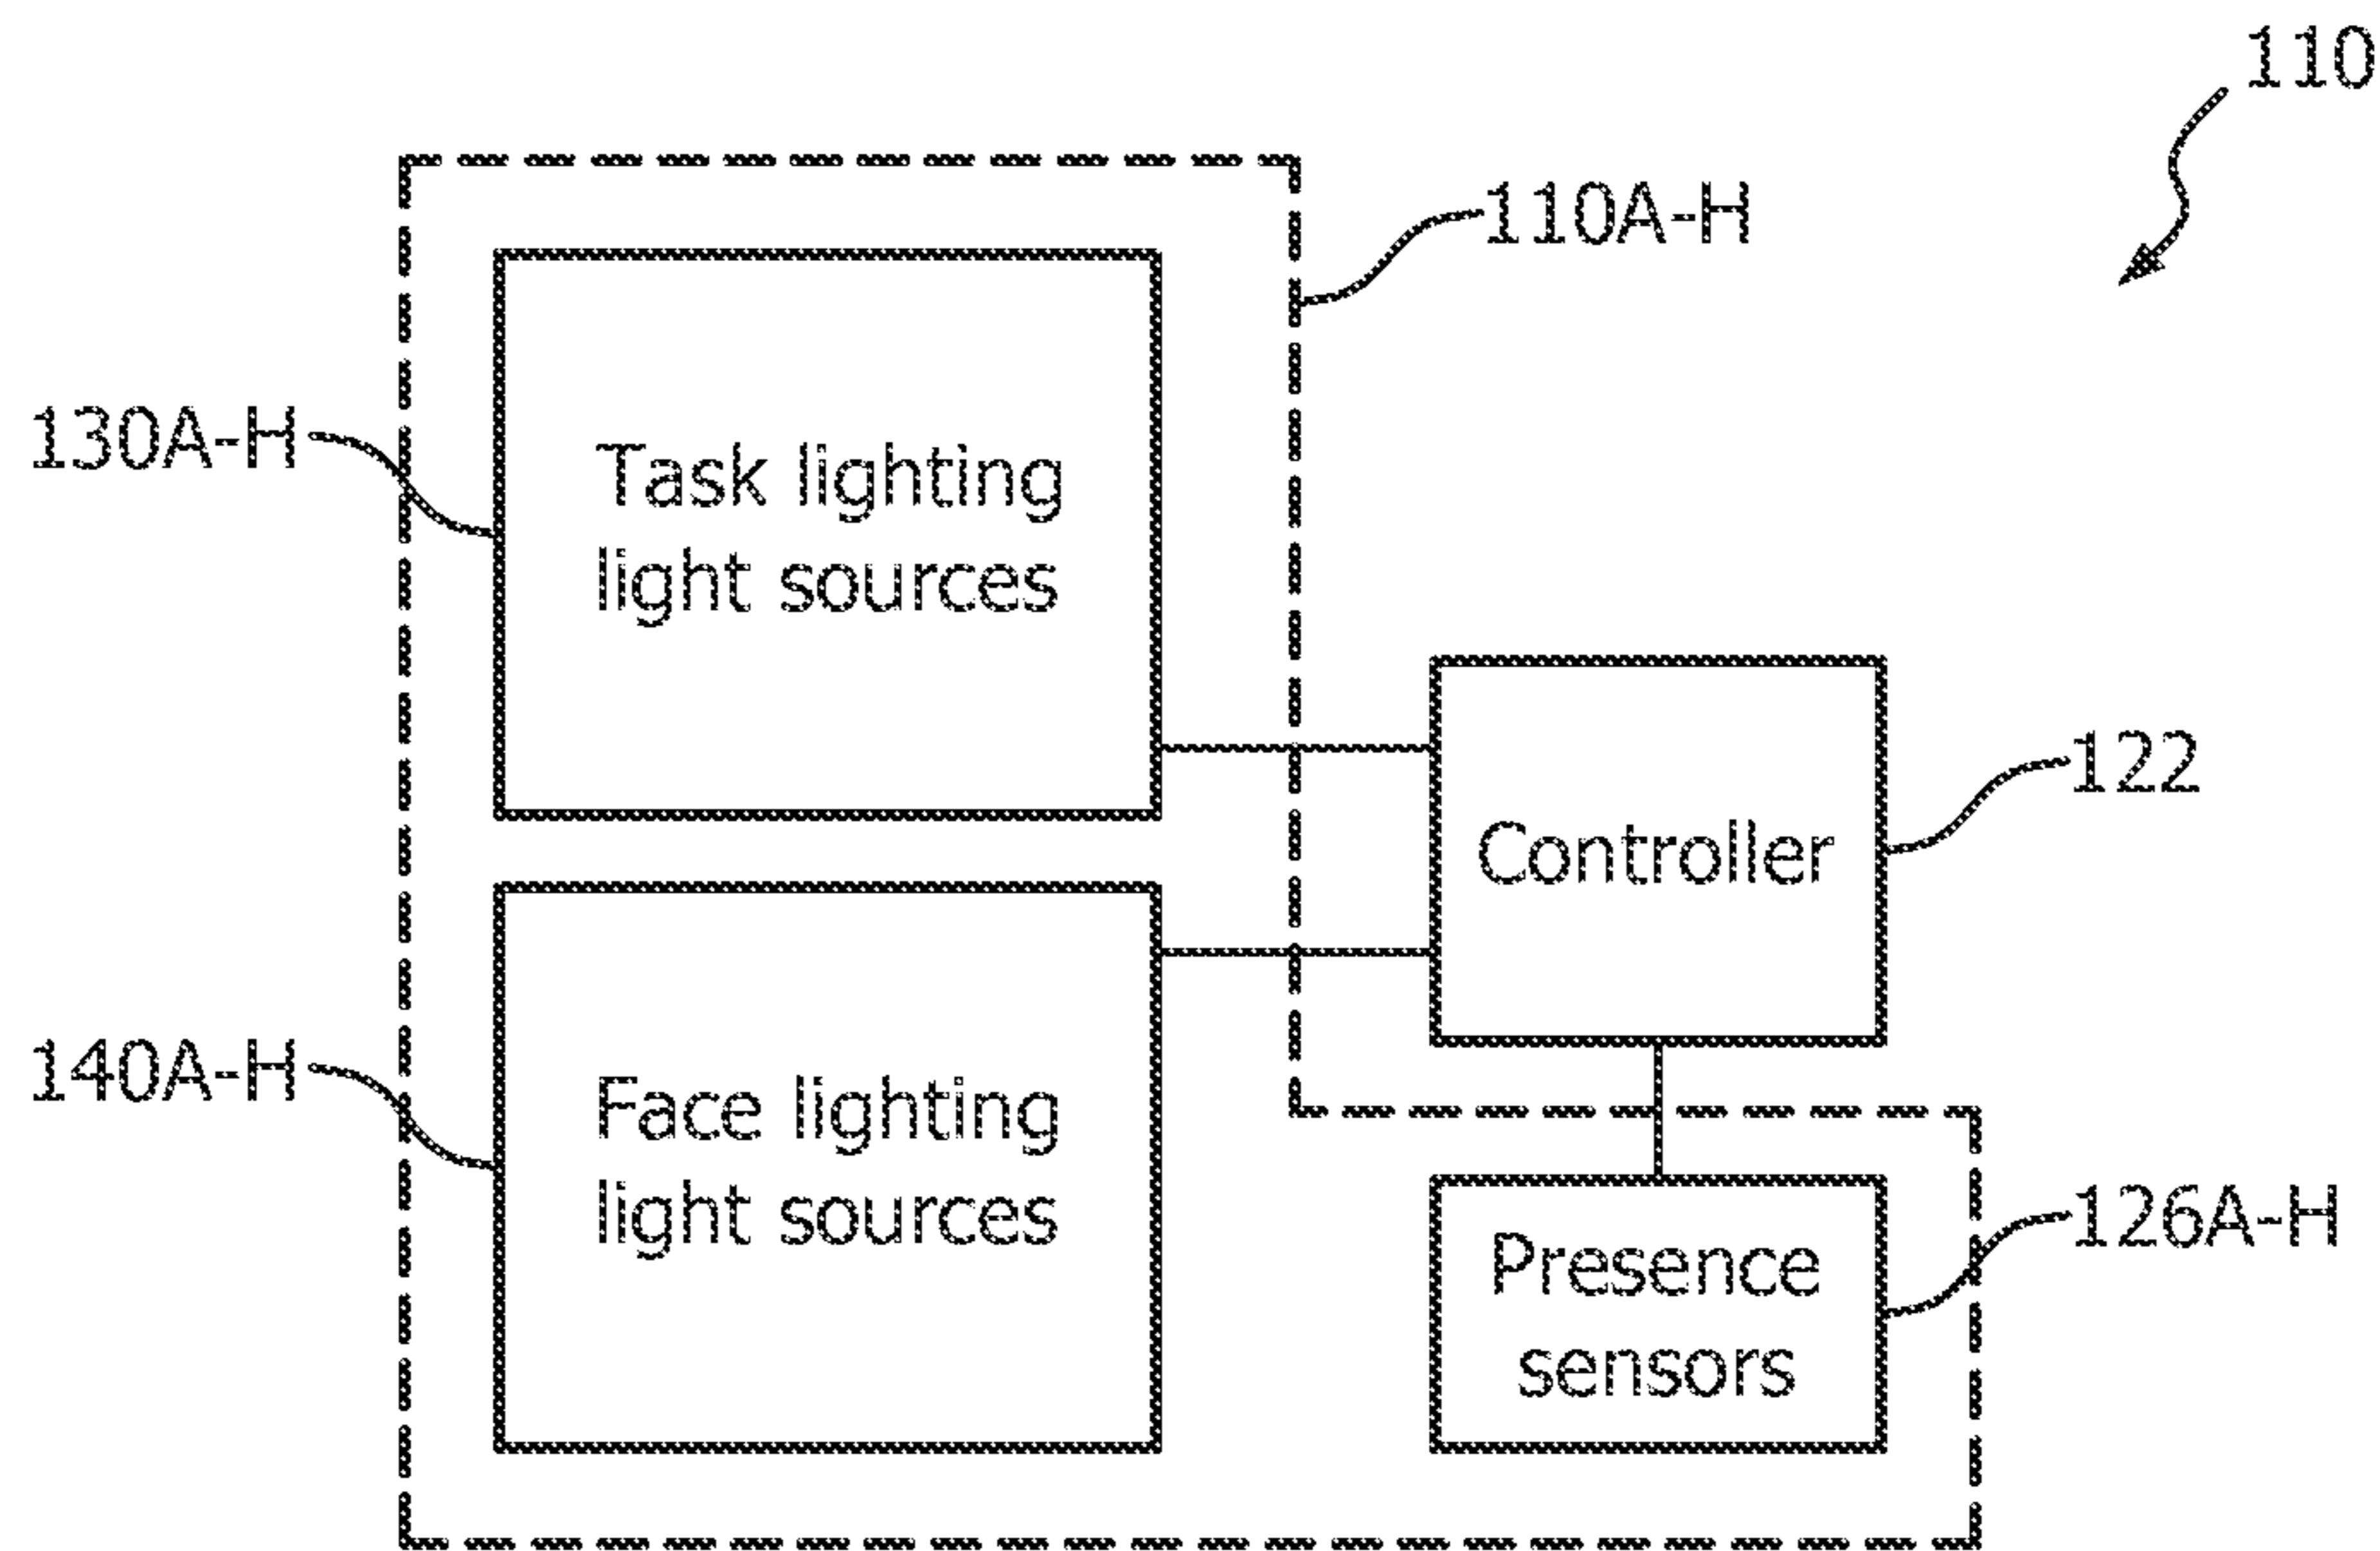 110
110A-H
130A-H
Task lighting
light sources
122
Controller
140A-H
Face lighting
light sources
126A-H
Presence
sensors